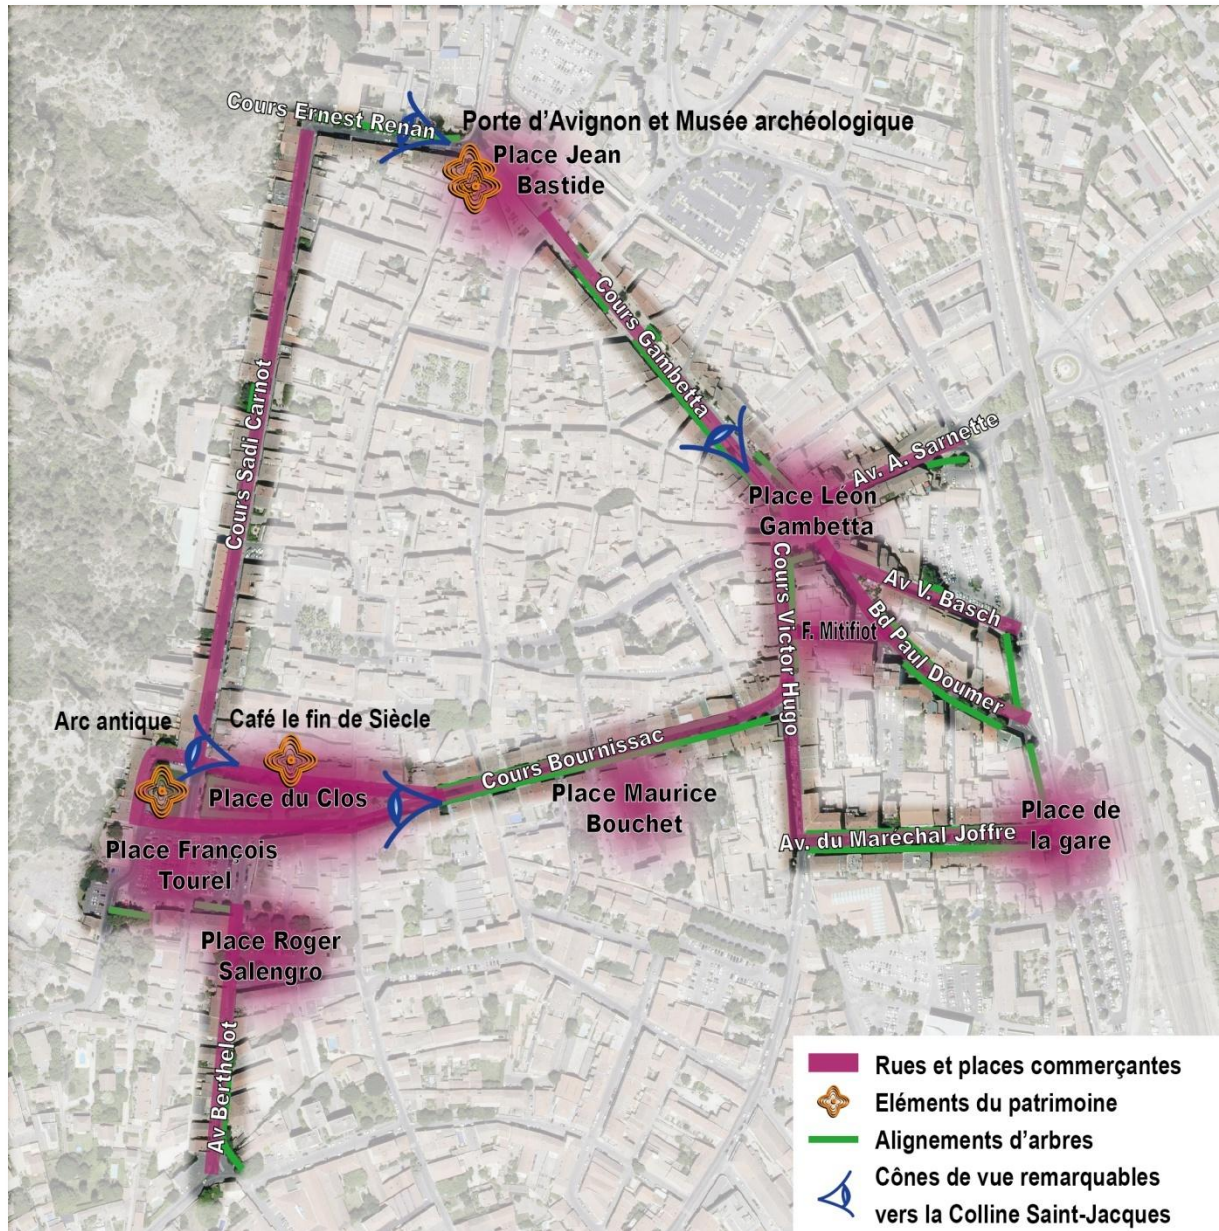 Cours Ernest Renan
Porte d'Avignon et Musée archéologique
Place Jean
Bastide
Cours Gambetta
Cours Sadi Carnot
Av. A. Sarnette
Place Léon
Gambetta
Cours Victor Hugo
Av V. Basch
F. Mitifiot
Bd Paul Doumer
Arc antique
Café le fin de Siècle
Cours Bournissac
Place du Clos
Place Maurice
Bouchet
Place de
la gare
Av. du Marechal Joffre
Place François
Tourel
Place Roger
Salengro
Av Berthelot
Rues et places commerçantes
Eléments du patrimoine
Alignements d'arbres
Cônes de vue remarquables
vers la Colline Saint-Jacques